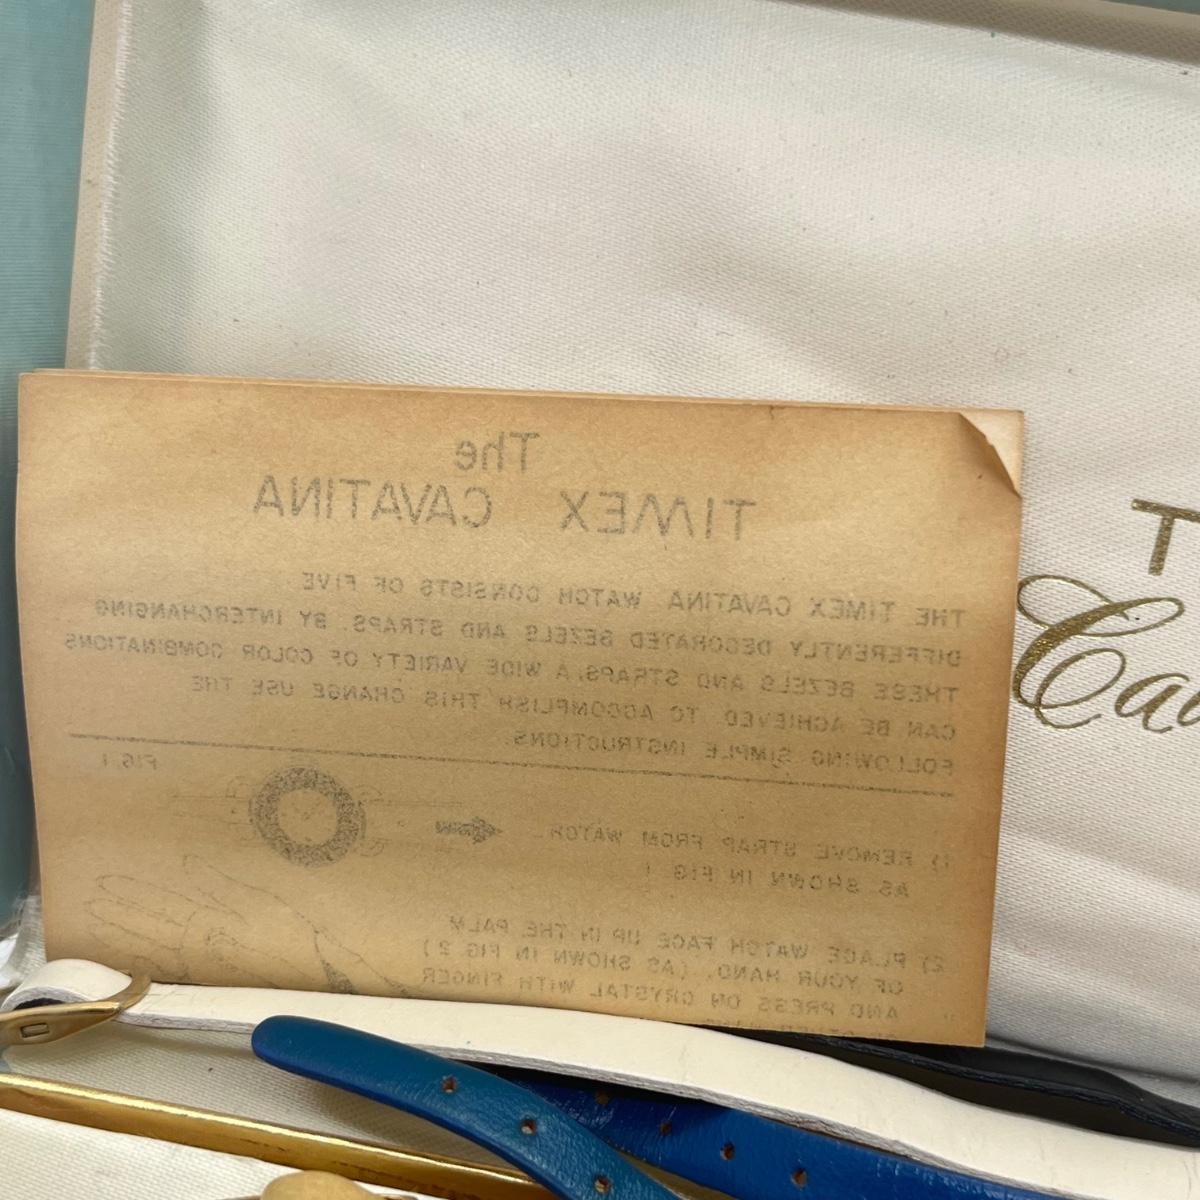 The
TIMEX CAVATINA
THE TIMEX CAVATINA WATCH CONSISTS OF FIVE
DIFFERENTLY DECORATED BEZELS AND STRAPS. BY INTERCHANGING
THESE BEZELS AND STRAPS, A WIDE VARIETY OF COLOR COMBINATIONS
CAN BE ACHIEVED. TO ACCOMPLISH THIS CHANGE USE THE
FOLLOWING SIMPLE INSTRUCTIONS.
FIG. 1
1) REMOVE STRAP FROM WATCH
AS SHOWN IN FIG. 1
2) PLACE WATCH FACE UP IN THE PALM
OF YOUR HAND, (AS SHOWN IN FIG. 2)
AND PRESS ON CRYSTAL WITH FINGER
T
Ca